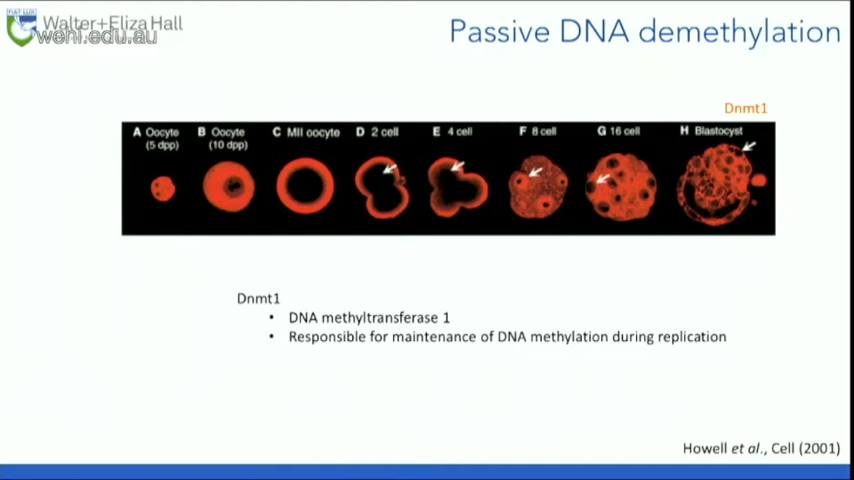 FIAT LUX
Walter+Eliza Hall
wehi.edu.au
Passive DNA demethylation
Dnmt1
A Oocyte
(5 dpp)
B Oocyte
(10 dpp)
C MII oocyte
D 2 cell
E 4 cell
F 8 cell
G 16 cell
H Blastocyst
Dnmt1
• DNA methyltransferase 1
• Responsible for maintenance of DNA methylation during replication
Howell et al., Cell (2001)